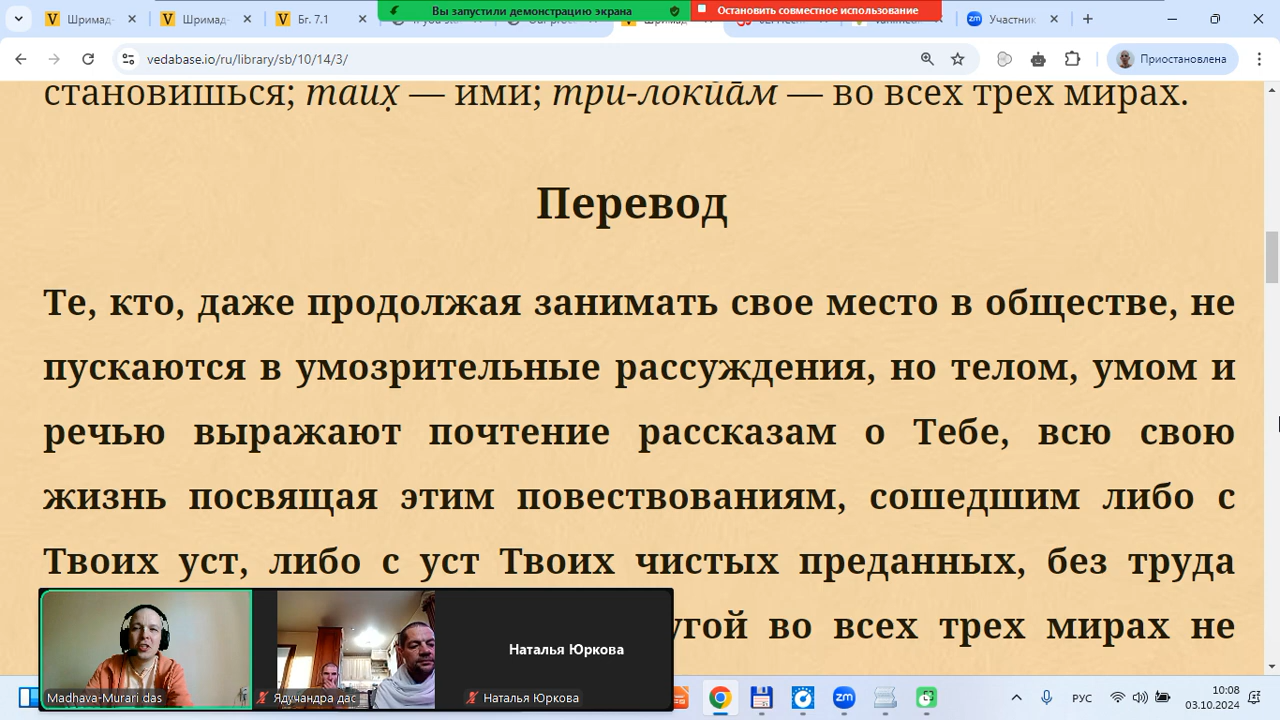 Шримад-
Шримад-
Бг. 7.1
Вы запустили демонстрацию экрана
Остановить совместное использование
Участник
vedabase.io/ru/library/sb/10/14/3/
Приостановлена
становишься; таих̣ — ими; три-локйа̄м — во всех трех мирах.
Перевод
Те, кто, даже продолжая занимать свое место в обществе, не
пускаются в умозрительные рассуждения, но телом, умом и
речью выражают почтение рассказам о Тебе, всю свою
жизнь посвящая этим повествованиям, сошедшим либо с
Твоих уст, либо с уст Твоих чистых преданных, без труда
угой во всех трех мирах не
Наталья Юркова
Madhava-Murari das
Ядучандра дас
Наталья Юркова
zm
РУС
10:08
03.10.2024